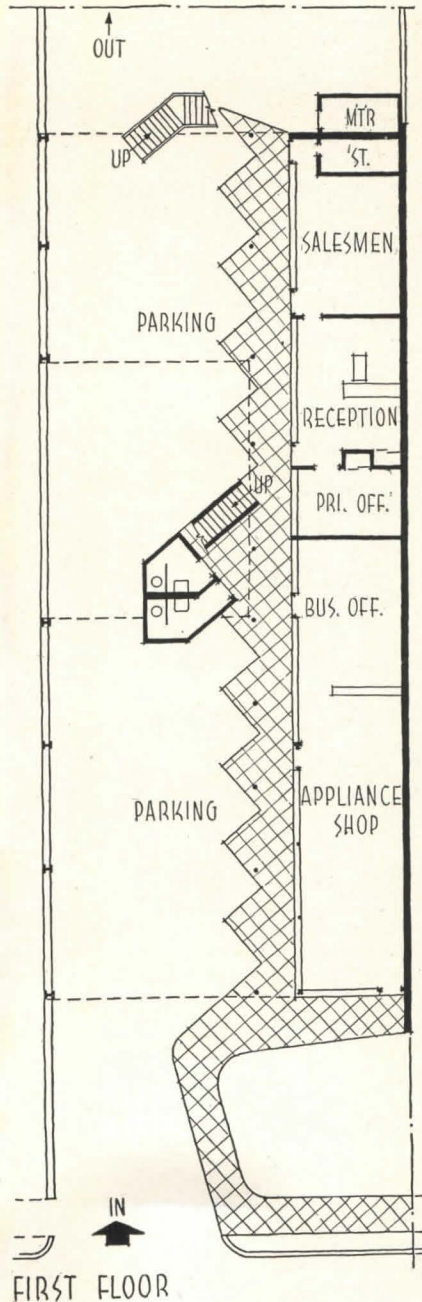 OUT
MTR
UP
'ST.
SALESMEN
PARKING
RECEPTION
UP
PRI. OFF.'
BUS. OFF.
PARKING
APPLIANCE
SHOP
IN
FIRST FLOOR